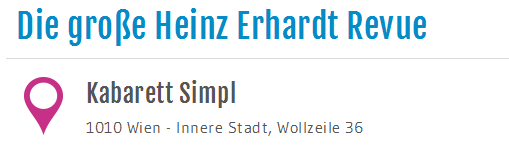 Die große Heinz Erhardt Revue
Kabarett Simpl
1010 Wien - Innere Stadt, Wollzeile 36